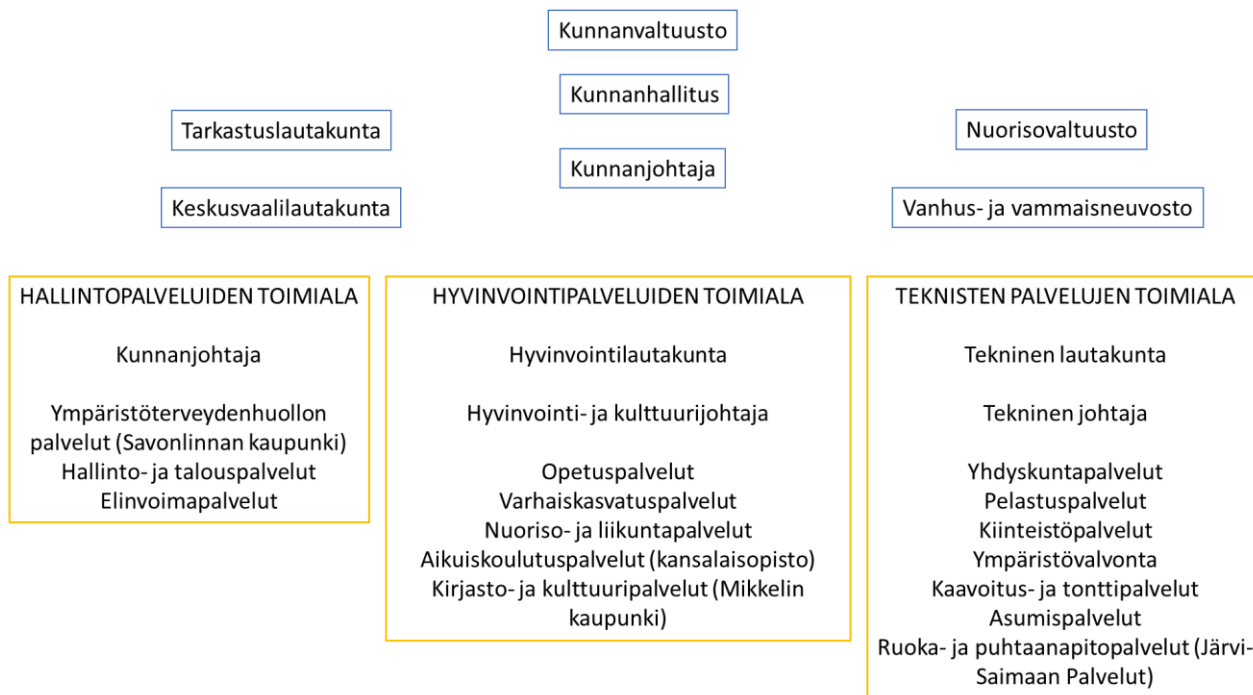 Kunnanvaltuusto
Kunnanhallitus
Tarkastuslautakunta
Nuorisovaltuusto
Kunnanjohtaja
Keskusvaalilautakunta
Vanhus- ja vammaisneuvosto
HALLINTOPALVELUIDEN TOIMIALA
Kunnanjohtaja
Ympäristöterveydenhuollon
palvelut (Savonlinnan kaupunki)
Hallinto- ja talouspalvelut
Elinvoimapalvelut
HYVINVOINTIPALVELUIDEN TOIMIALA
Hyvinvointilautakunta
Hyvinvointi- ja kulttuurijohtaja
Opetuspalvelut
Varhaiskasvatuspalvelut
Nuoriso- ja liikuntapalvelut
Aikuiskoulutuspalvelut (kansalaisopisto)
Kirjasto- ja kulttuuripalvelut (Mikkelin
kaupunki)
TEKNISTEN PALVELUJEN TOIMIALA
Tekninen lautakunta
Tekninen johtaja
Yhdyskuntapalvelut
Pelastuspalvelut
Kiinteistöpalvelut
Ympäristövalvonta
Kaavoitus- ja tonttipalvelut
Asumispalvelut
Ruoka- ja puhtaanapitopalvelut (Järvi-
Saimaan Palvelut)